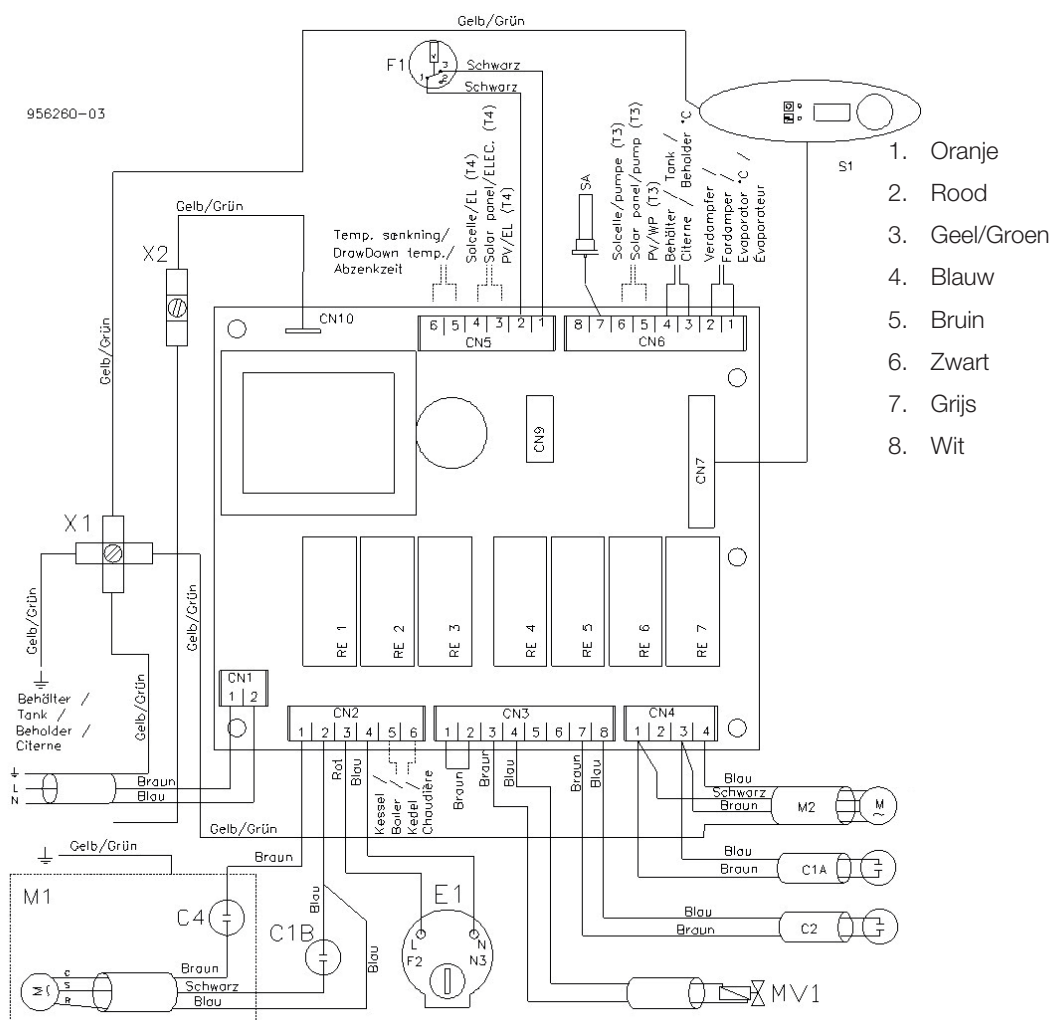 Gelb/Grün
F1
3
1
2
Schwarz
Schwarz
956260-03
S1
Gelb/Grün
X2
Gelb/Grün
Temp. senkning/
DrawDown temp./
Abzenkzeit
Solcelle/EL (T4)
Solar panel/ELEC. (T4)
PV/EL (T4)
SA
Solcelle/pumpe (T3)
Solar panel/pump (T3)
PV/WP (T3)
Behälter / Tank /
Citerne / Beholder °C
Verdampfer /
Fordamper /
Evaporator °C /
Évaporateur
CN10
6 5 4 3 2 1
CN5
8 7 6 5 4 3 2 1
CN6
CN9
CN7
X1
Gelb/Grün
Gelb/Grün
Gelb/Grün
Behälter /
Tank /
Beholder /
Citerne
RE 1
RE 2
RE 3
RE 4
RE 5
RE 6
RE 7
CN1
1 2
CN2
1 2 3 4 5 6
CN3
1 2 3 4 5 6 7 8
CN4
1 2 3 4
L
N
Braun
Blau
Rot
Blau
Kessel /
Boiler /
Kedel /
Chaudière
Braun
Braun
Blau
Braun
Blau
Blau
Schwarz
Braun
M2
M
~
Gelb/Grün
Gelb/Grün
Braun
Blau
Blau
Blau
Braun
C1A
M1
C4
C1B
E1
L
N
F2
N3
Blau
Braun
C2
C
S
R
Braun
Schwarz
Blau
MV1
1. Oranje
2. Rood
3. Geel/Groen
4. Blauw
5. Bruin
6. Zwart
7. Grijs
8. Wit